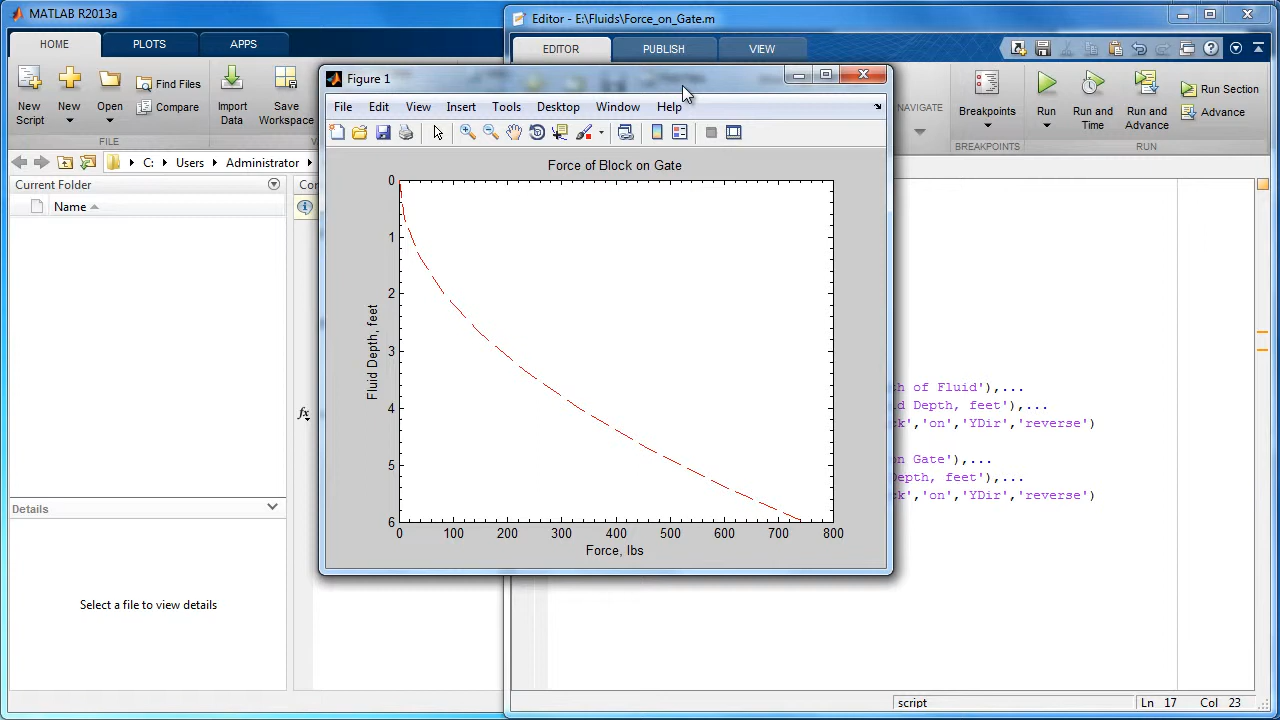 MATLAB R2013a
Editor - E:\Fluids\Force_on_Gate.m
HOME PLOTS APPS
EDITOR PUBLISH VIEW
New Script
New
Open
Find Files
Compare
Import Data
Save Workspace
FILE
NAVIGATE
Breakpoints
BREAKPOINTS
Run
Run and Time
Run and Advance
Run Section
Advance
RUN
C: Users Administrator
Current Folder
Name
Details
Select a file to view details
Figure 1
File Edit View Insert Tools Desktop Window Help
Force of Block on Gate
0
1
2
3
4
5
6
Fluid Depth, feet
0 100 200 300 400 500 600 700 800
Force, lbs
fx
of Fluid'),...
Depth, feet'),...
'on','YDir','reverse')
on Gate'),...
feet'),...
'on','YDir','reverse')
script
Ln 17 Col 23